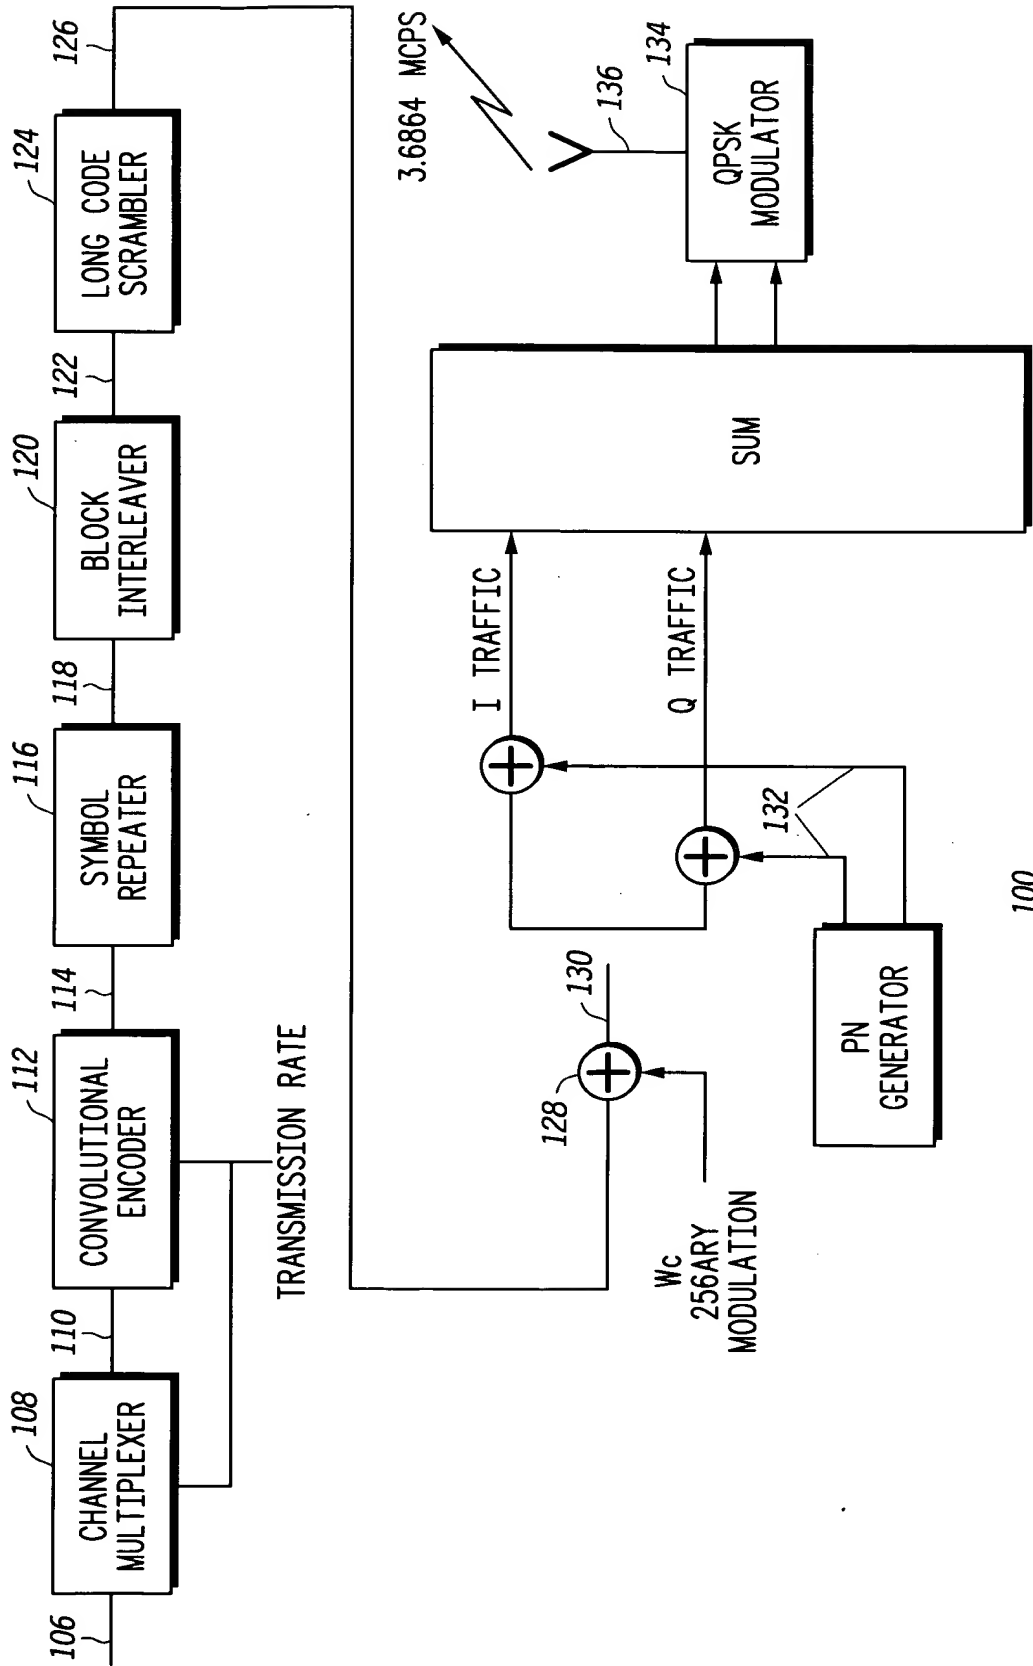 106
108
CHANNEL
MULTIPLEXER
110
112
CONVOLUTIONAL
ENCODER
TRANSMISSION RATE
114
116
SYMBOL
REPEATER
118
120
BLOCK
INTERLEAVER
122
124
LONG CODE
SCRAMBLER
126
Wc
256ARY
MODULATION
128
130
PN
GENERATOR
132
I TRAFFIC
Q TRAFFIC
SUM
QPSK
MODULATOR
134
136
3.6864 MCPS
100